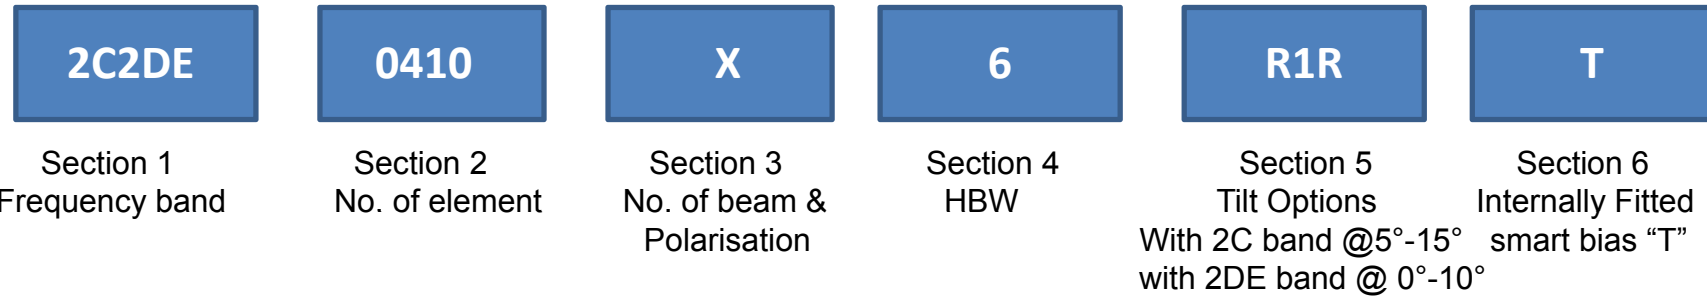 2C2DE 0410 X 6 R1R T
Section 1 Section 2 Section 3 Section 4 Section 5 Section 6
Frequency band No. of element No. of beam & HBW Tilt Options Internally Fitted
Polarisation With 2C band @5°-15° smart bias “T”
with 2DE band @ 0°-10°